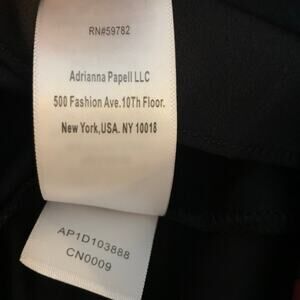 RN#59782
Adrianna Papell LLC
500 Fashion Ave.10Th Floor.
New York,USA. NY 10018
AP1D103888
CN0009